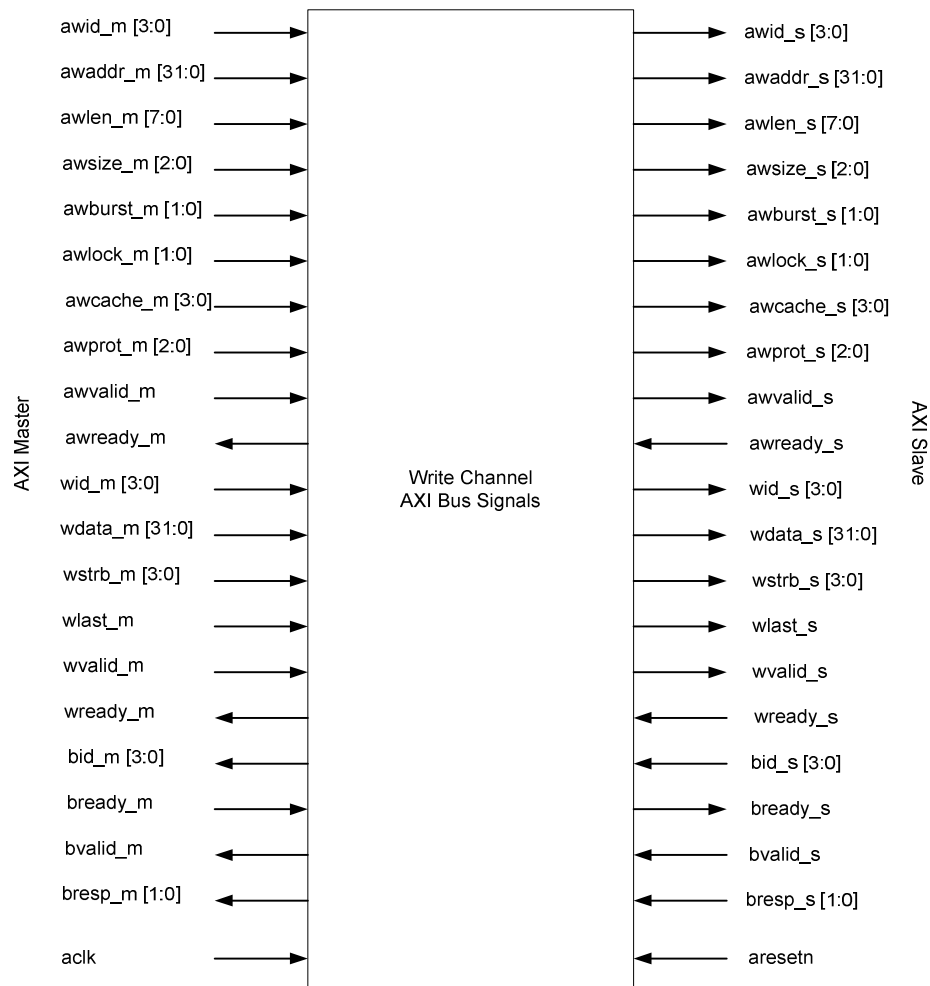 awid_m [3:0]
awaddr_m [31:0]
awlen_m [7:0]
awsize_m [2:0]
awburst_m [1:0]
awlock_m [1:0]
awcache_m [3:0]
awprot_m [2:0]
awvalid_m
awready_m
wid_m [3:0]
wdata_m [31:0]
wstrb_m [3:0]
wlast_m
wvalid_m
wready_m
bid_m [3:0]
bready_m
bvalid_m
bresp_m [1:0]
aclk
AXI Master
Write Channel
AXI Bus Signals
awid_s [3:0]
awaddr_s [31:0]
awlen_s [7:0]
awsize_s [2:0]
awburst_s [1:0]
awlock_s [1:0]
awcache_s [3:0]
awprot_s [2:0]
awvalid_s
awready_s
wid_s [3:0]
wdata_s [31:0]
wstrb_s [3:0]
wlast_s
wvalid_s
wready_s
bid_s [3:0]
bready_s
bvalid_s
bresp_s [1:0]
aresetn
AXI Slave